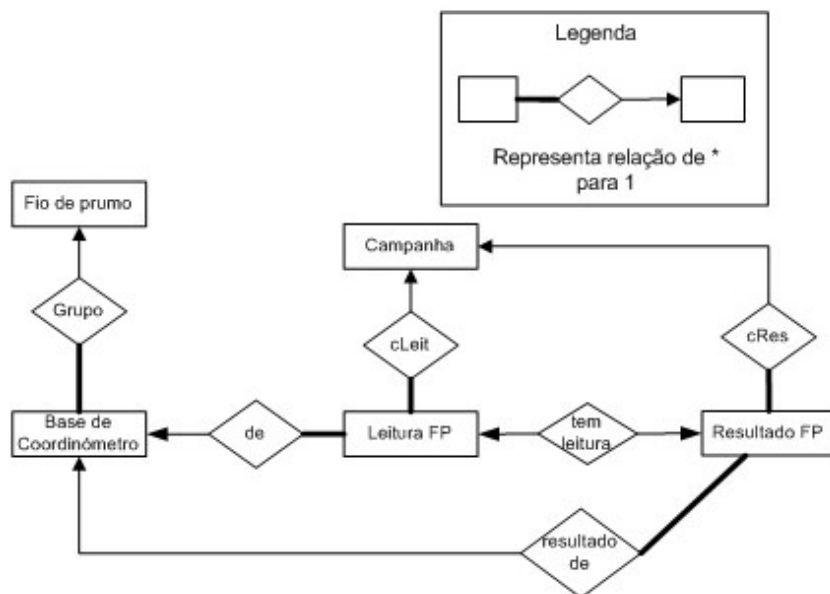 Legenda
Representa relação de *
para 1
Fio de prumo
Campanha
Grupo
cLeit
cRes
Base de
Coordinómetro
de
Leitura FP
tem
leitura
Resultado FP
resultado
de